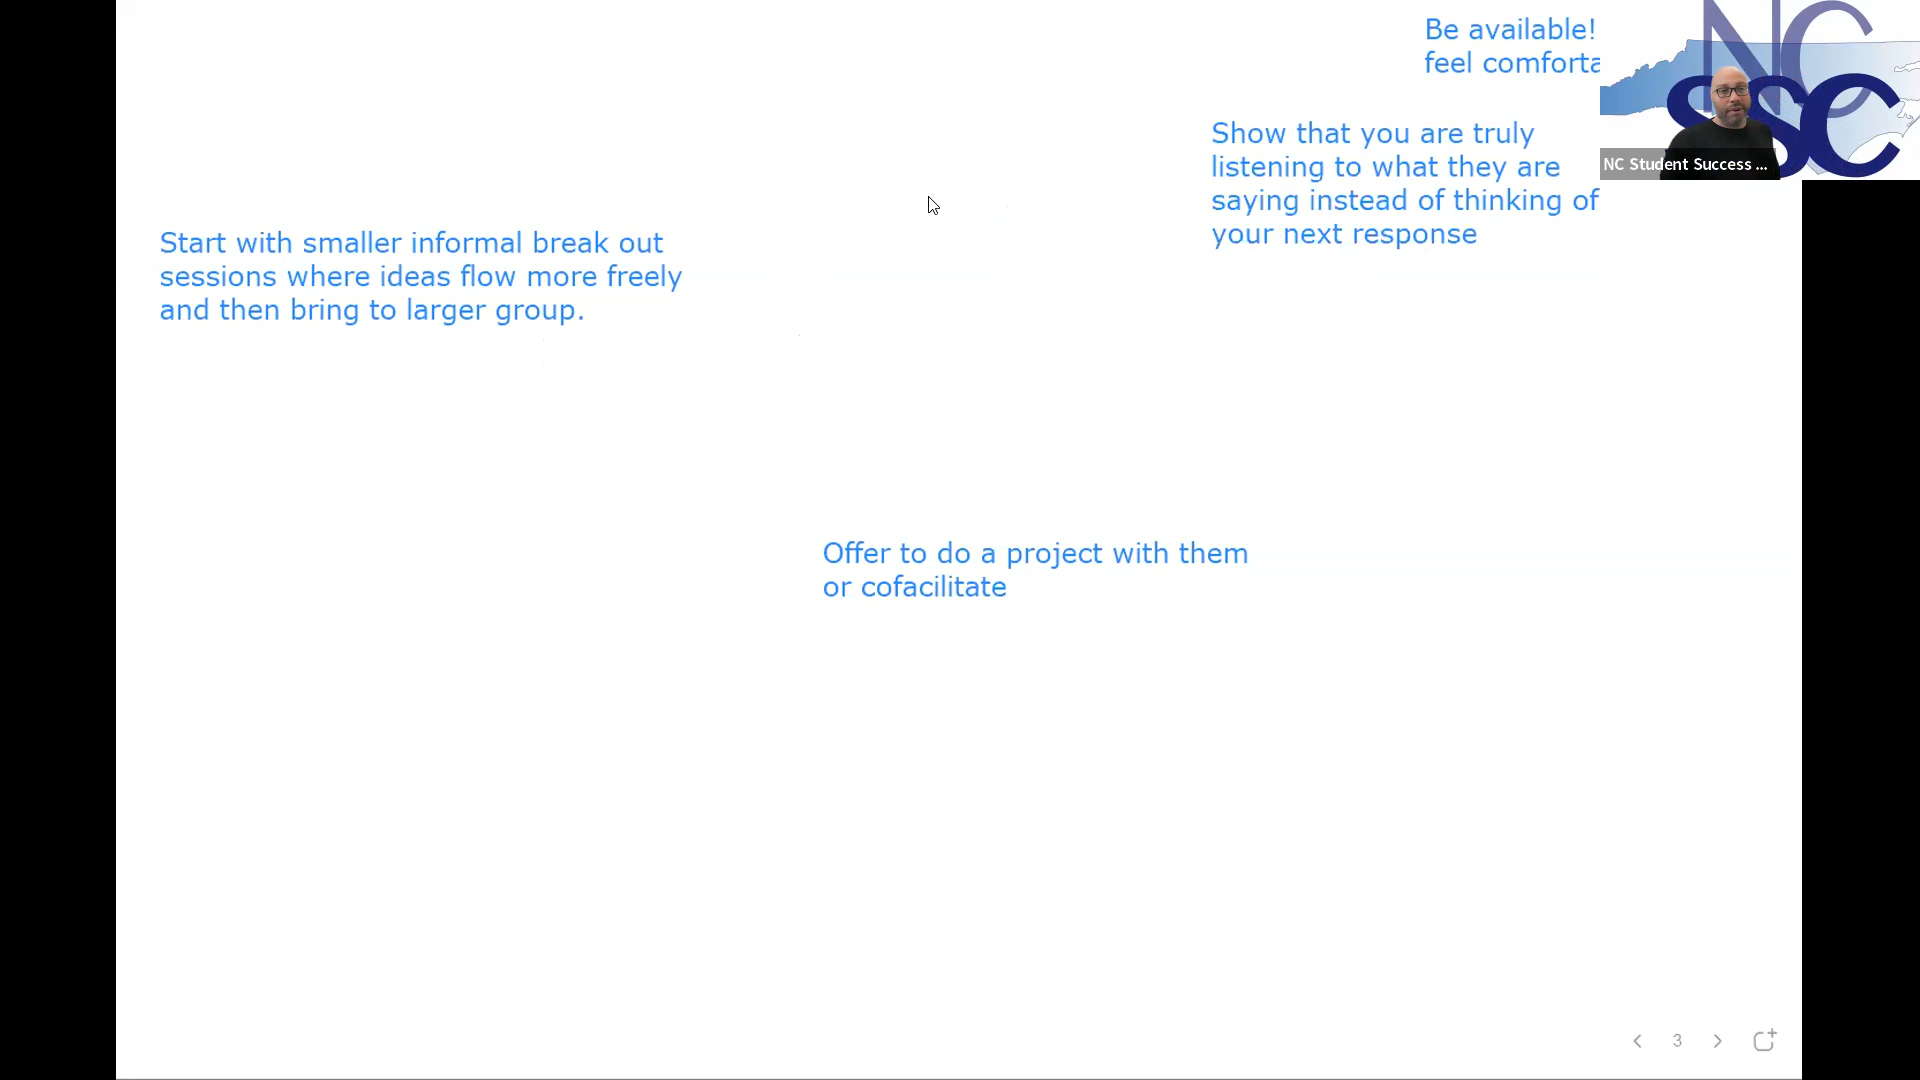 Be available!
feel
NC
SSC
NC Student Success ...
Show that you are truly
listening to what they are
saying instead of thinking of
your next response
Start with smaller informal break out
sessions where ideas flow more freely
and then bring to larger group.
Offer to do a project with them
or cofacilitate
3